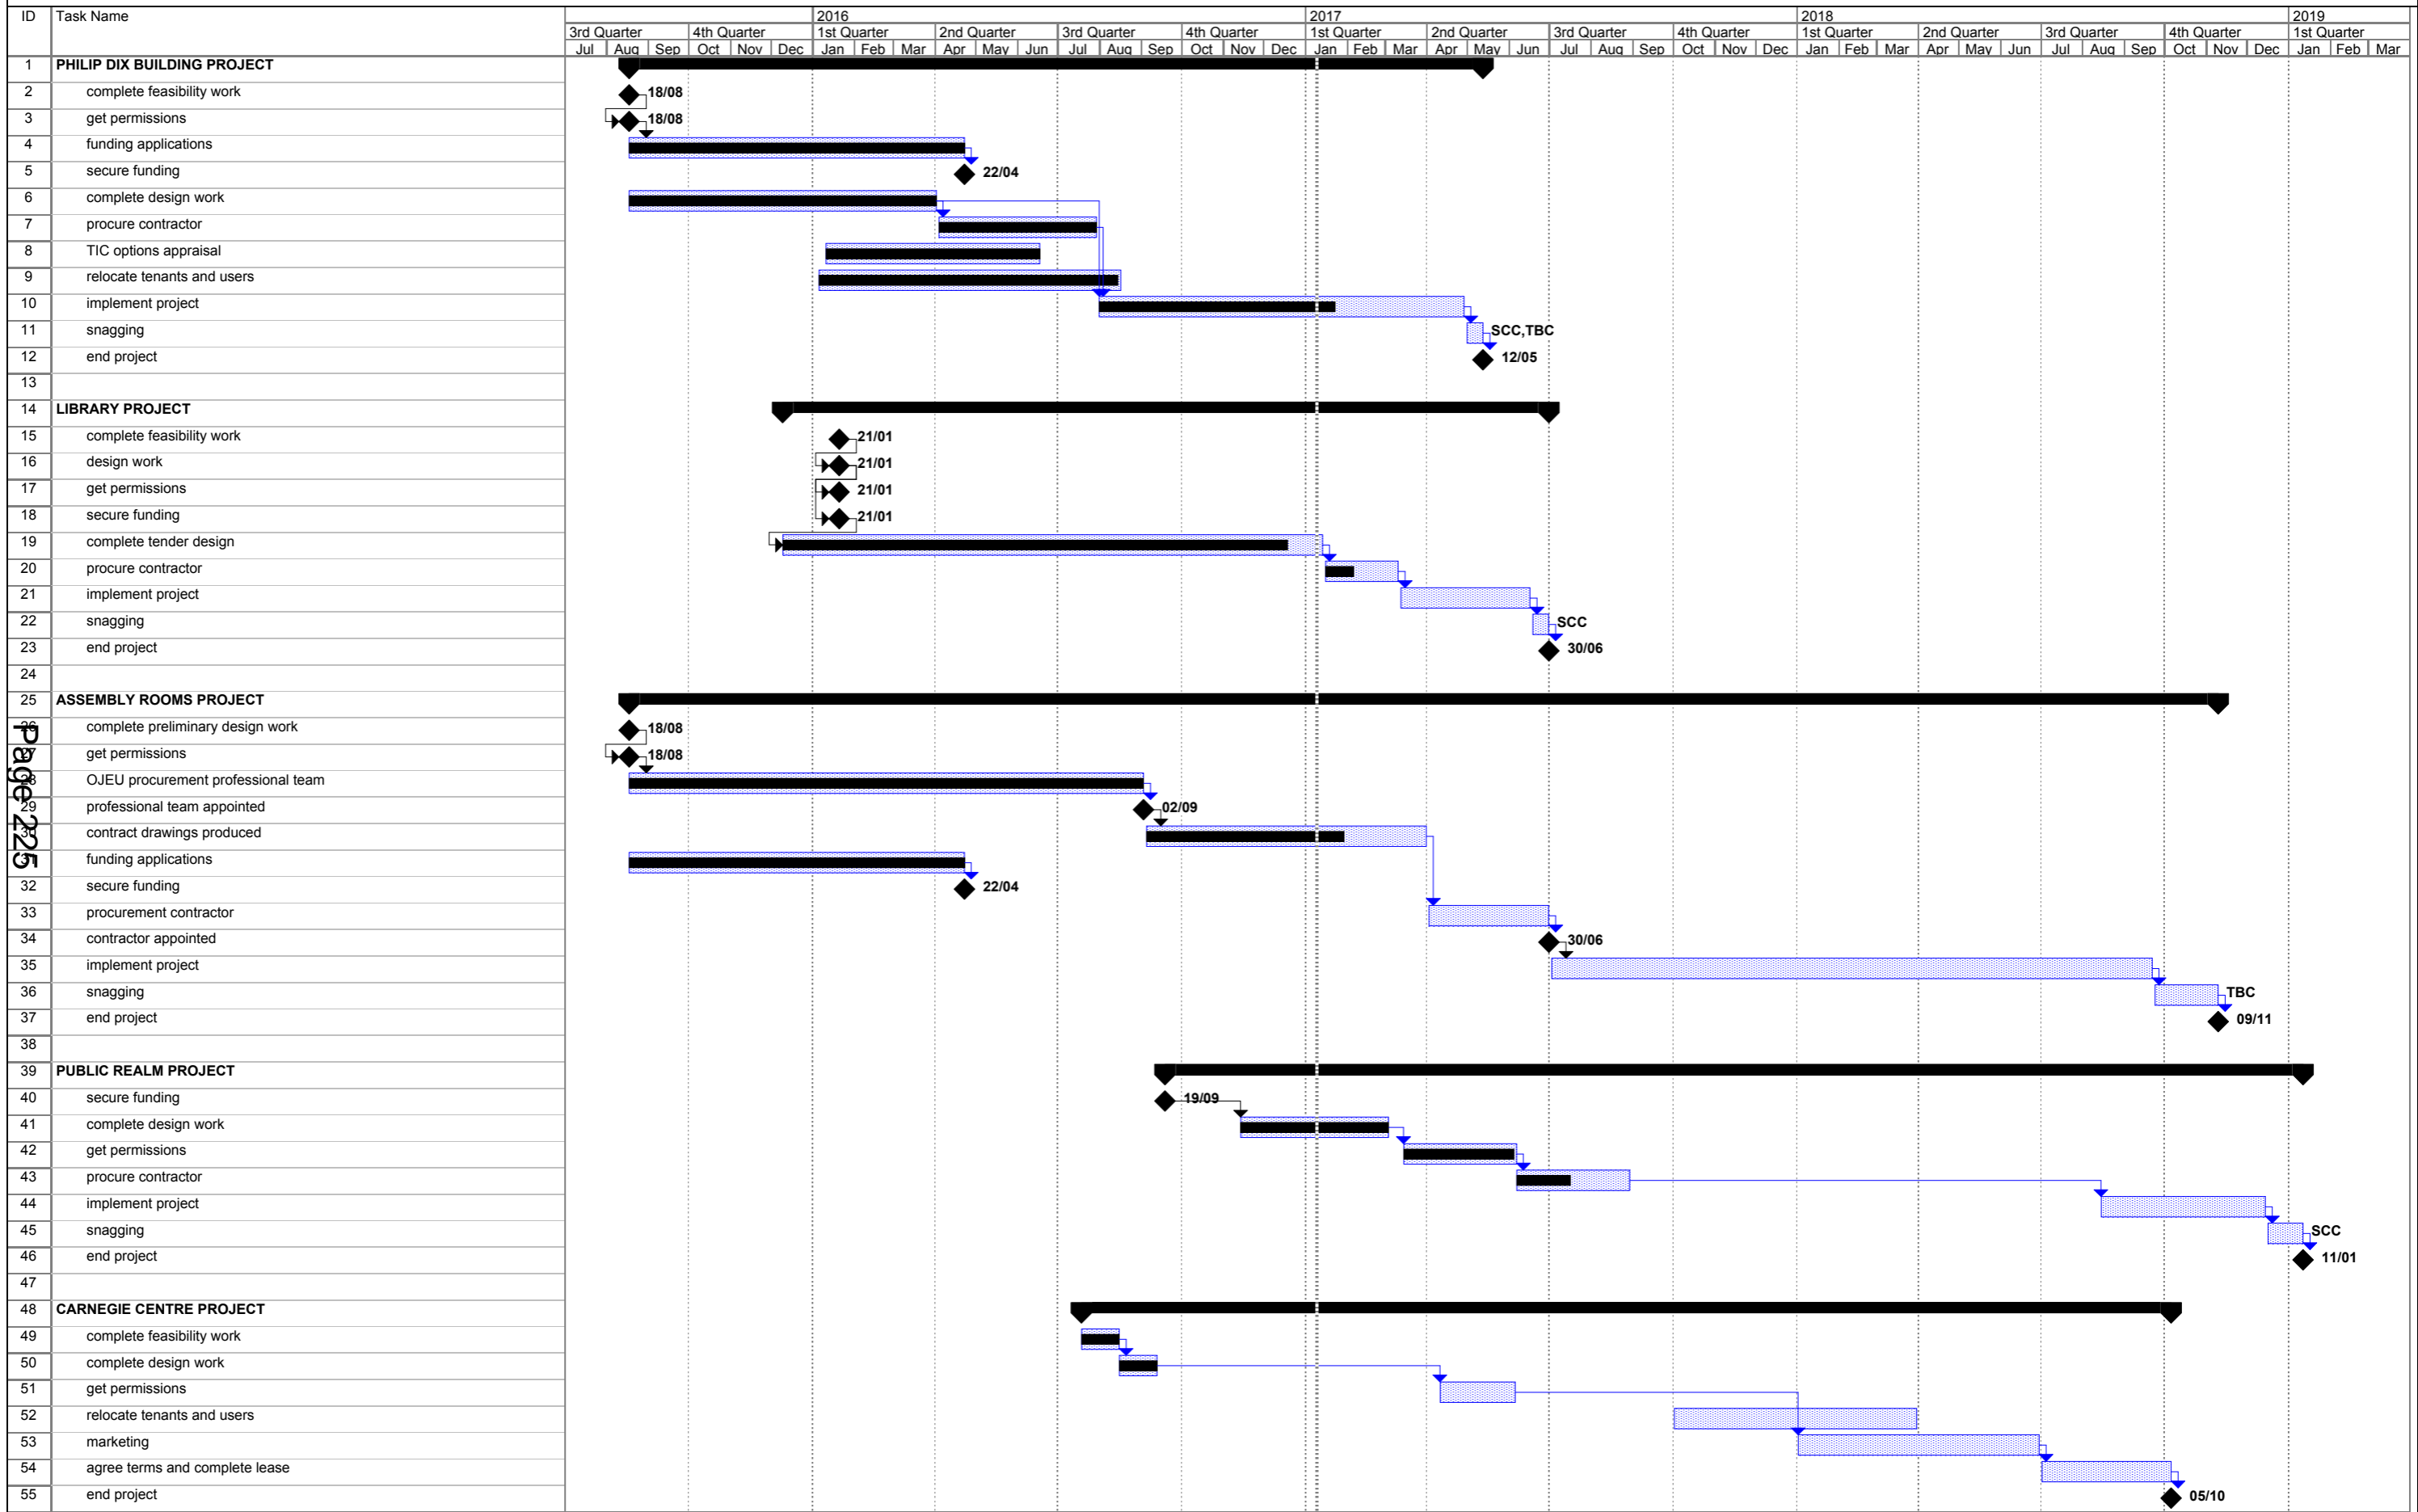 ID Task Name 2016 2017 2018 2019
3rd Quarter 4th Quarter 1st Quarter 2nd Quarter 3rd Quarter 4th Quarter 1st Quarter 2nd Quarter 3rd Quarter 4th Quarter 1st Quarter 2nd Quarter 3rd Quarter 4th Quarter 1st Quarter
Jul Aug Sep Oct Nov Dec Jan Feb Mar Apr May Jun Jul Aug Sep Oct Nov Dec Jan Feb Mar Apr May Jun Jul Aug Sep Oct Nov Dec Jan Feb Mar Apr May Jun Jul Aug Sep Oct Nov Dec Jan Feb Mar
1 PHILIP DIX BUILDING PROJECT
2 complete feasibility work 18/08
3 get permissions 18/08
4 funding applications
5 secure funding 22/04
6 complete design work
7 procure contractor
8 TIC options appraisal
9 relocate tenants and users
10 implement project
11 snagging SCC,TBC
12 end project 12/05
13
14 LIBRARY PROJECT
15 complete feasibility work 21/01
16 design work 21/01
17 get permissions 21/01
18 secure funding 21/01
19 complete tender design
20 procure contractor
21 implement project
22 snagging SCC
23 end project 30/06
24
25 ASSEMBLY ROOMS PROJECT
26 complete preliminary design work 18/08
27 get permissions 18/08
28 OJEU procurement professional team
29 professional team appointed 02/09
30 contract drawings produced
31 funding applications
32 secure funding 22/04
33 procurement contractor
34 contractor appointed 30/06
35 implement project
36 snagging TBC
37 end project 09/11
38
39 PUBLIC REALM PROJECT
40 secure funding 19/09
41 complete design work
42 get permissions
43 procure contractor
44 implement project
45 snagging SCC
46 end project 11/01
47
48 CARNEGIE CENTRE PROJECT
49 complete feasibility work
50 complete design work
51 get permissions
52 relocate tenants and users
53 marketing
54 agree terms and complete lease
55 end project 05/10
Page 225